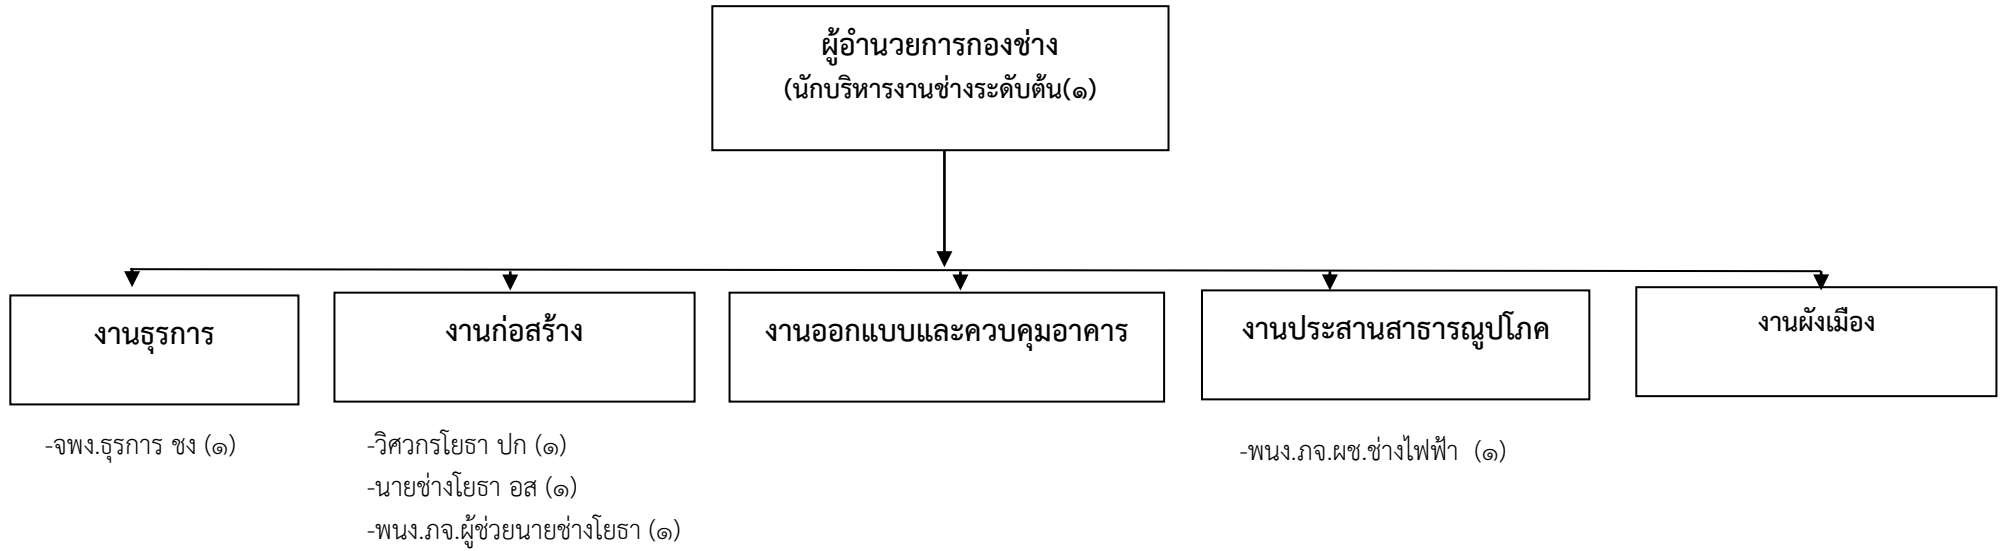 ผู้อำนวยการกองช่าง
(นักบริหารงานช่างระดับต้น(๑)
งานธุรการ
งานก่อสร้าง
งานออกแบบและควบคุมอาคาร
งานประสานสาธารณูปโภค
งานผังเมือง
-จพง.ธุรการ ชง (๑)
-วิศวกรโยธา ปก (๑)
-นายช่างโยธา อส (๑)
-พนง.ภจ.ผู้ช่วยนายช่างโยธา (๑)
-พนง.ภจ.ผช.ช่างไฟฟ้า (๑)